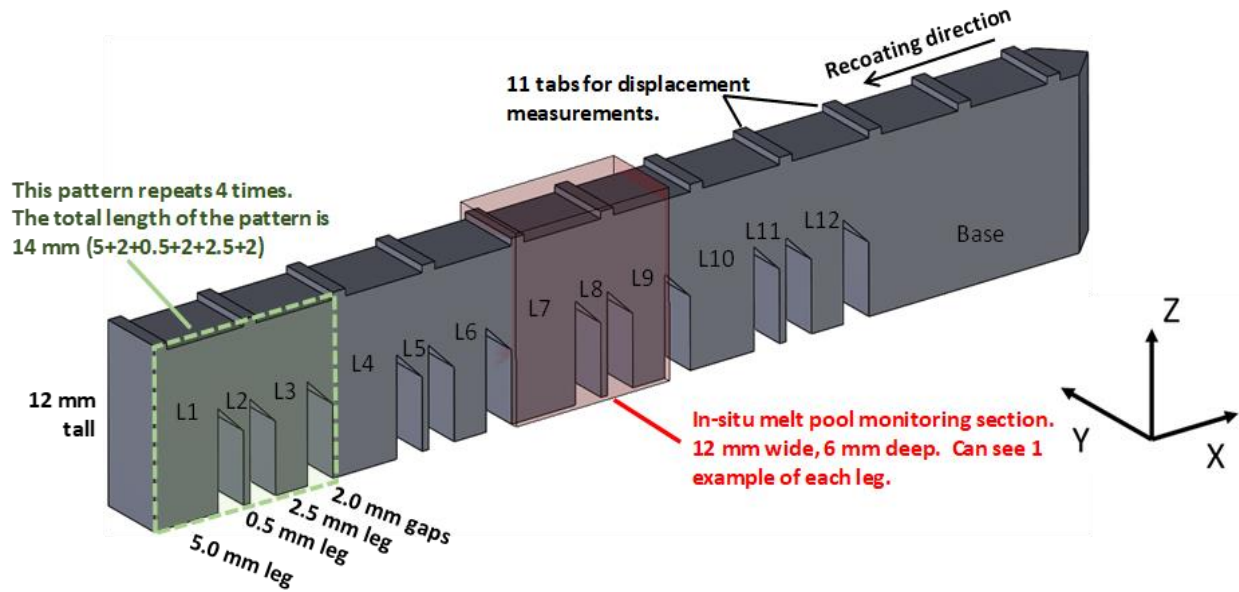 Recoating direction
11 tabs for displacement
measurements.
This pattern repeats 4 times.
The total length of the pattern is
14 mm (5+2+0.5+2+2.5+2)
12 mm
tall
L1
L2
L3
L4
L5
L6
L7
L8
L9
L10
L11
L12
Base
5.0 mm leg
0.5 mm leg
2.5 mm leg
2.0 mm gaps
In-situ melt pool monitoring section.
12 mm wide, 6 mm deep.  Can see 1
example of each leg.
Z
Y
X